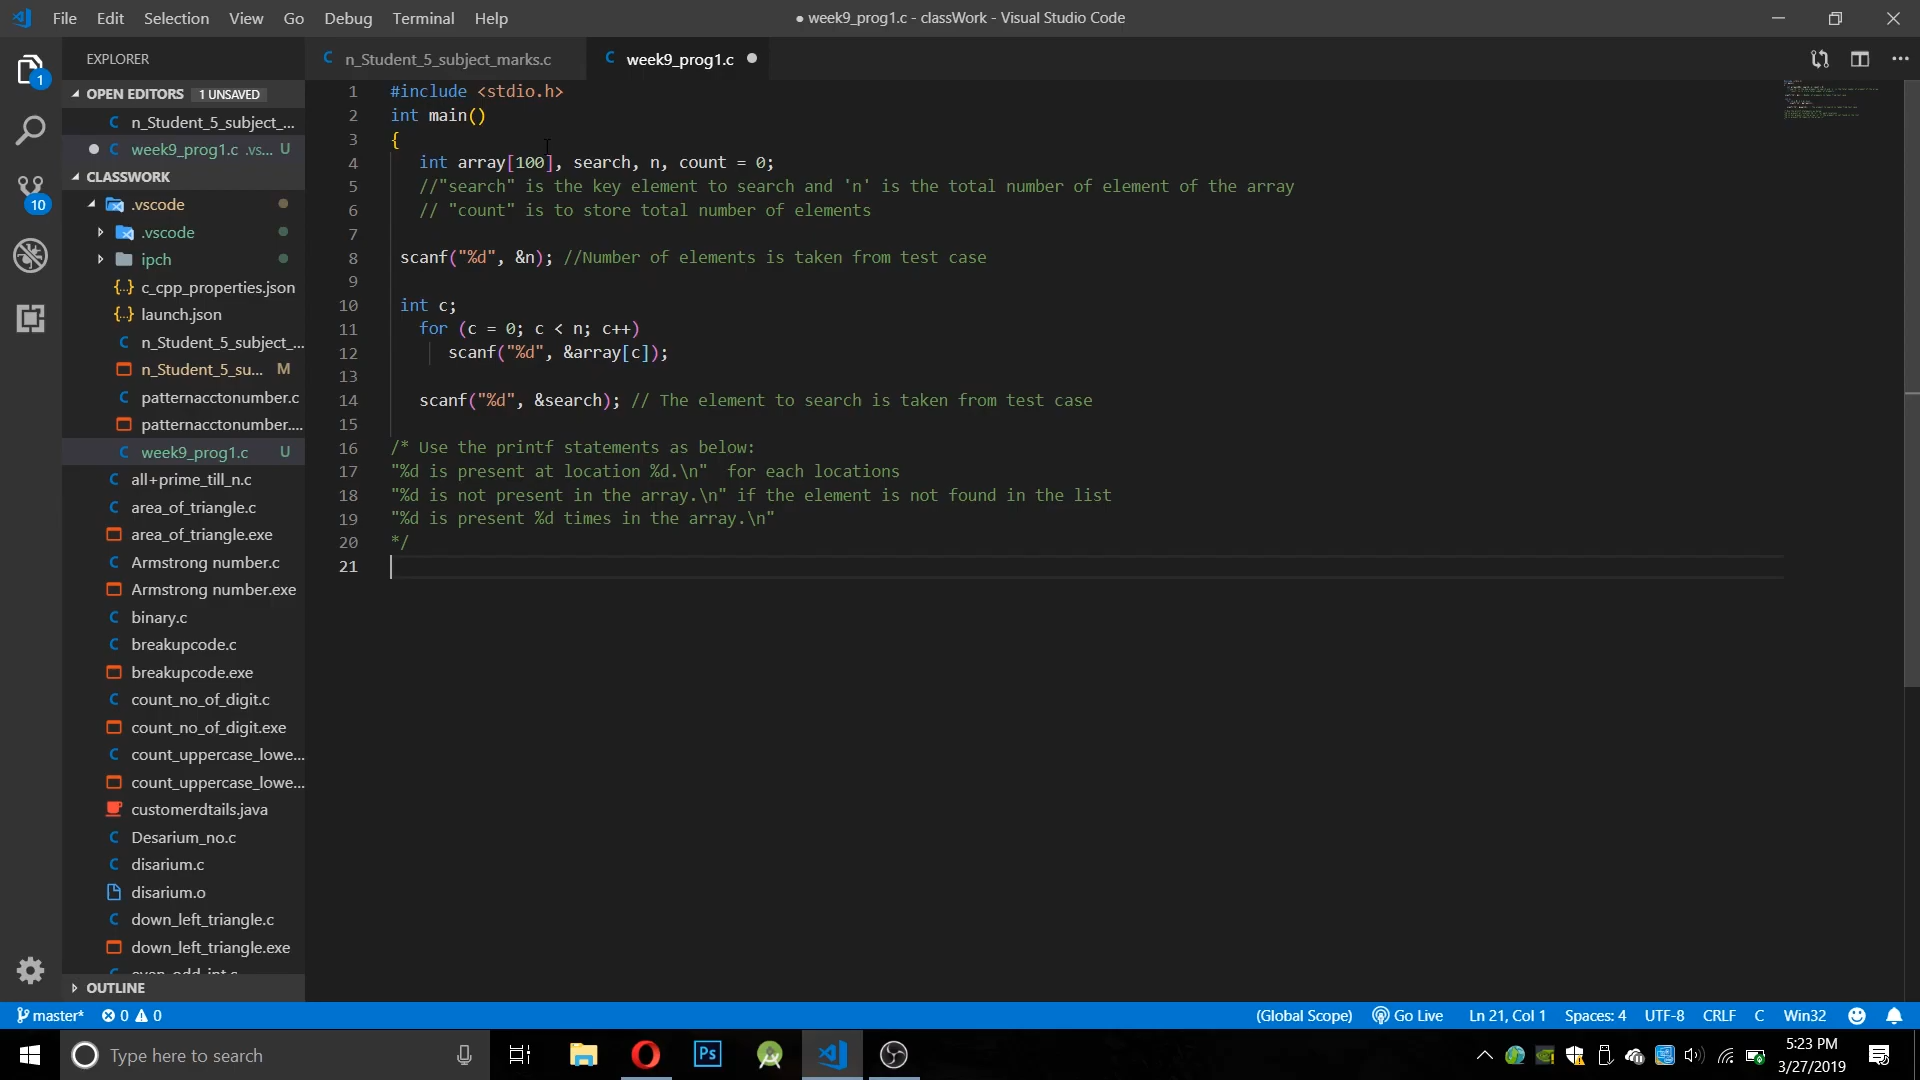 File Edit Selection View Go Debug Terminal Help
● week9_prog1.c - classWork - Visual Studio Code
EXPLORER
OPEN EDITORS 1 UNSAVED
n_Student_5_subject_...
week9_prog1.c .vs... U
CLASSWORK
.vscode
.vscode
ipch
c_cpp_properties.json
launch.json
n_Student_5_subject_...
n_Student_5_su... M
patternacctonumber.c
patternacctonumber....
week9_prog1.c U
all+prime_till_n.c
area_of_triangle.c
area_of_triangle.exe
Armstrong number.c
Armstrong number.exe
binary.c
breakupcode.c
breakupcode.exe
count_no_of_digit.c
count_no_of_digit.exe
count_uppercase_lowe...
count_uppercase_lowe...
customerdtails.java
Desarium_no.c
disarium.c
disarium.o
down_left_triangle.c
down_left_triangle.exe
even_odd_int.c
OUTLINE
1
10
n_Student_5_subject_marks.c
week9_prog1.c
1 #include <stdio.h>
2 int main()
3 {
4 int array[100], search, n, count = 0;
5 //"search" is the key element to search and 'n' is the total number of element of the array
6 // "count" is to store total number of elements
7
8 scanf("%d", &n); //Number of elements is taken from test case
9
10 int c;
11 for (c = 0; c < n; c++)
12 scanf("%d", &array[c]);
13
14 scanf("%d", &search); // The element to search is taken from test case
15
16 /* Use the printf statements as below:
17 "%d is present at location %d.\n"  for each locations
18 "%d is not present in the array.\n" if the element is not found in the list
19 "%d is present %d times in the array.\n"
20 */
21
master* 0 0
(Global Scope) Go Live Ln 21, Col 1 Spaces: 4 UTF-8 CRLF C Win32
Type here to search
Ps
5:23 PM
3/27/2019